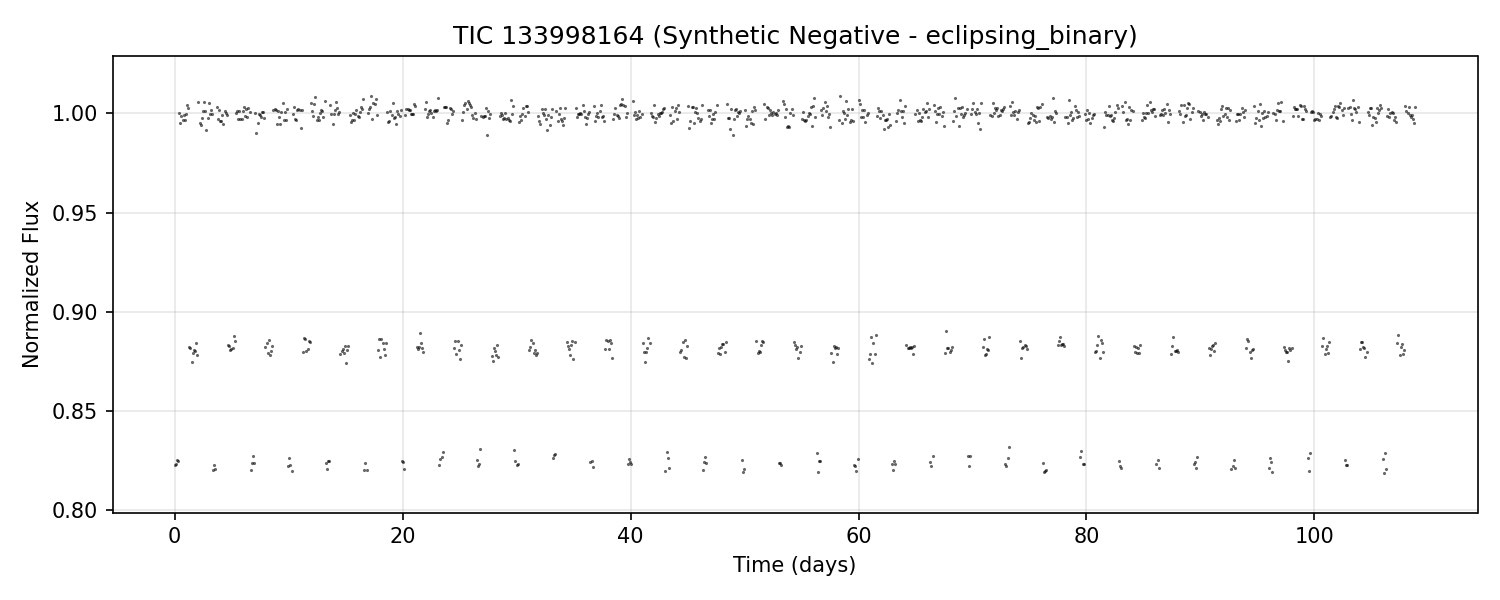 TIC 133998164 (Synthetic Negative - eclipsing_binary)
Normalized Flux
1.00
0.95
0.90
0.85
0.80
0 20 40 60 80 100
Time (days)